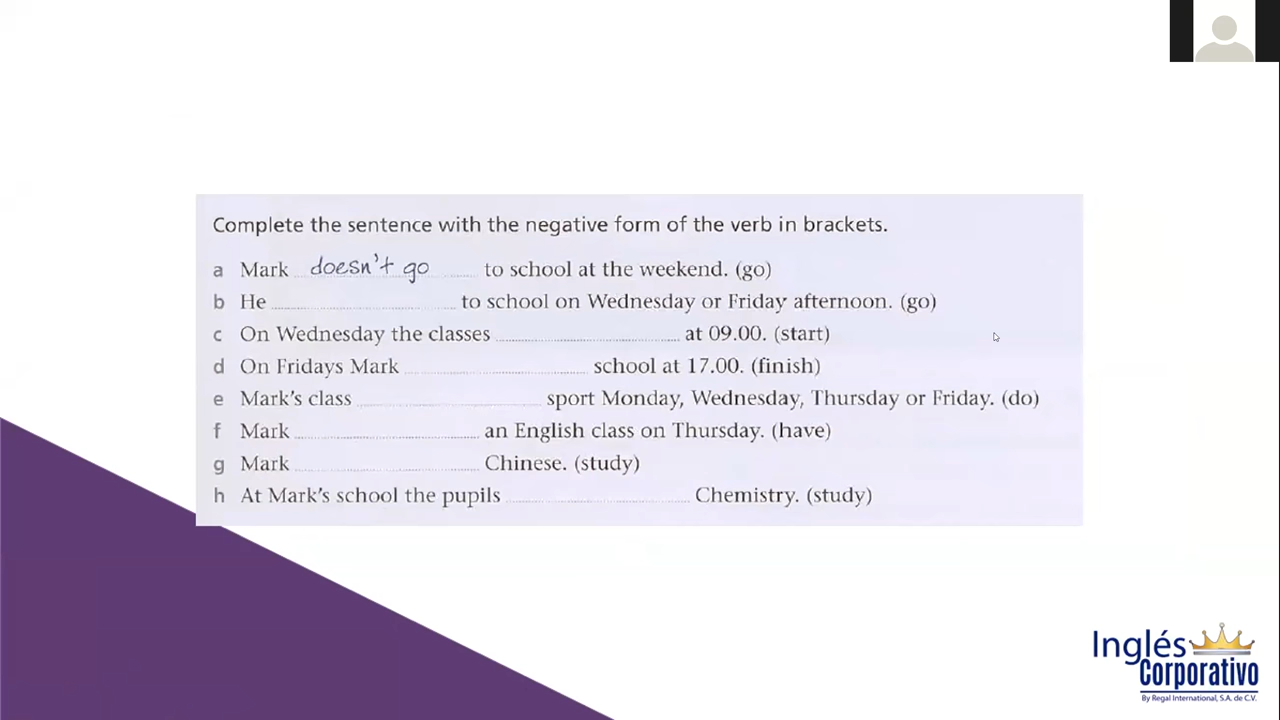 Complete the sentence with the negative form of the verb in brackets.
a Mark doesn't go to school at the weekend. (go)
b He ............ to school on Wednesday or Friday afternoon. (go)
c On Wednesday the classes ............ at 09.00. (start)
d On Fridays Mark ............ school at 17.00. (finish)
e Mark's class ............ sport Monday, Wednesday, Thursday or Friday. (do)
f Mark ............ an English class on Thursday. (have)
g Mark ............ Chinese. (study)
h At Mark's school the pupils ............ Chemistry. (study)
Inglés
Corporativo
By Regal International, S.A. de C.V.